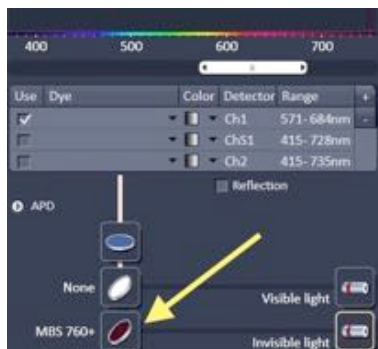 400 500 600 700
Use Dye Color Detector Range +
Ch1 571-684nm -
ChS1 415-728nm
Ch2 415-735nm
Reflection
APD
None
Visible light
MBS 760+
Invisible light